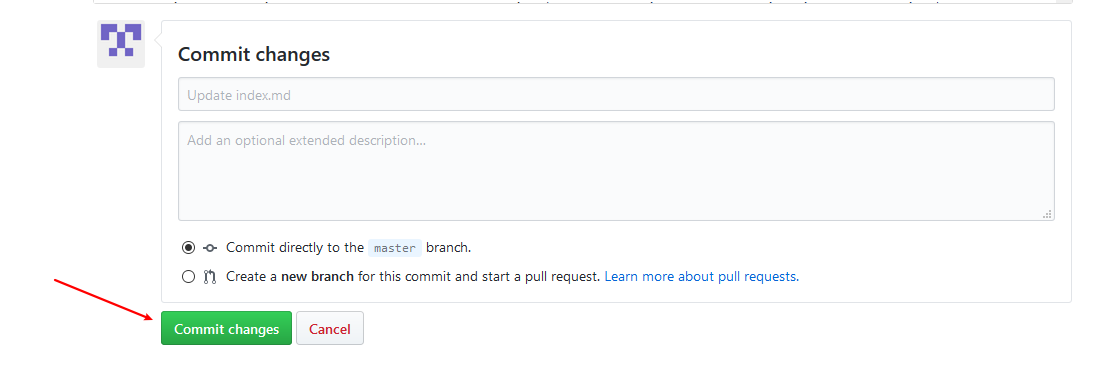 Commit changes
Update index.md
Add an optional extended description...
Commit directly to the master branch.
Create a new branch for this commit and start a pull request. Learn more about pull requests.
Commit changes
Cancel